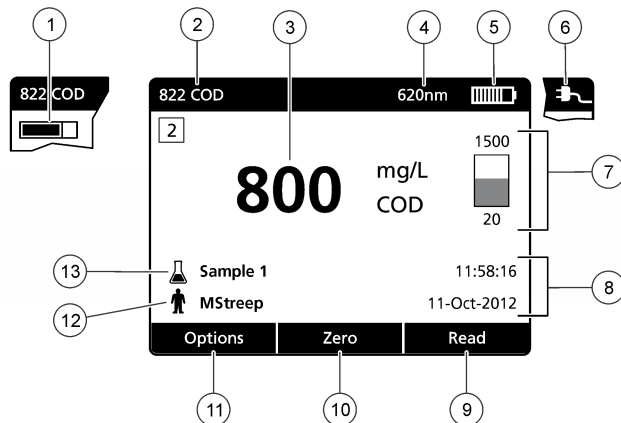 1
2
3
4
5
6
822 COD
822 COD 620nm
2
1500
800 mg/L
COD
20
7
13 Sample 1 11:58:16
12 MStreep 11-Oct-2012
8
Options Zero Read
11
10
9